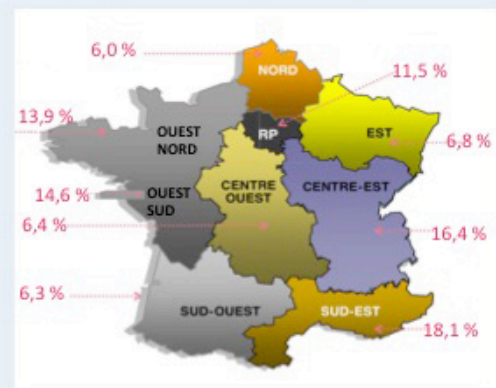 6,0 %
NORD
11,5 %
13,9 %
OUEST
NORD
RP
EST
6,8 %
14,6 %
OUEST
SUD
CENTRE
OUEST
CENTRE-EST
6,4 %
16,4 %
6,3 %
SUD-OUEST
SUD-EST
18,1 %